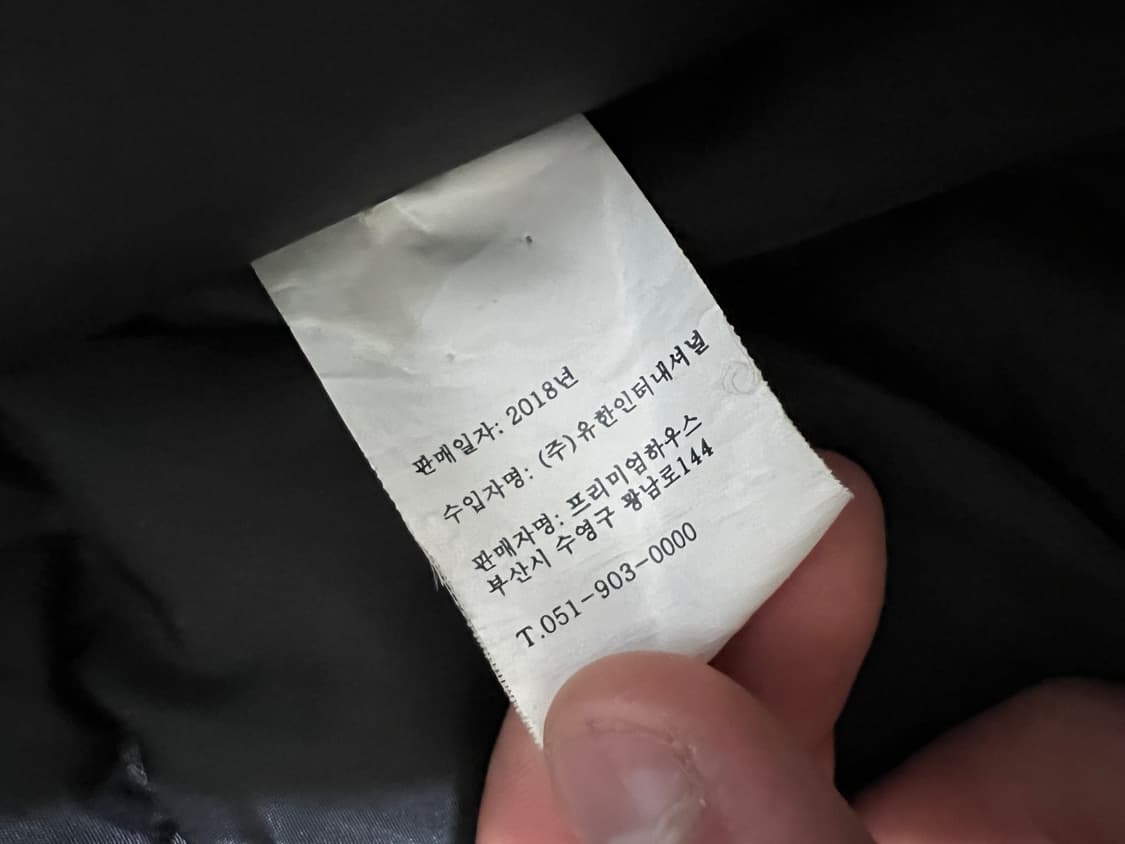 판매일자: 2018년
수입자명: (주)유한인터내셔널
판매자명: 프리미엄하우스
부산시 수영구 광남로144
T.051-903-0000